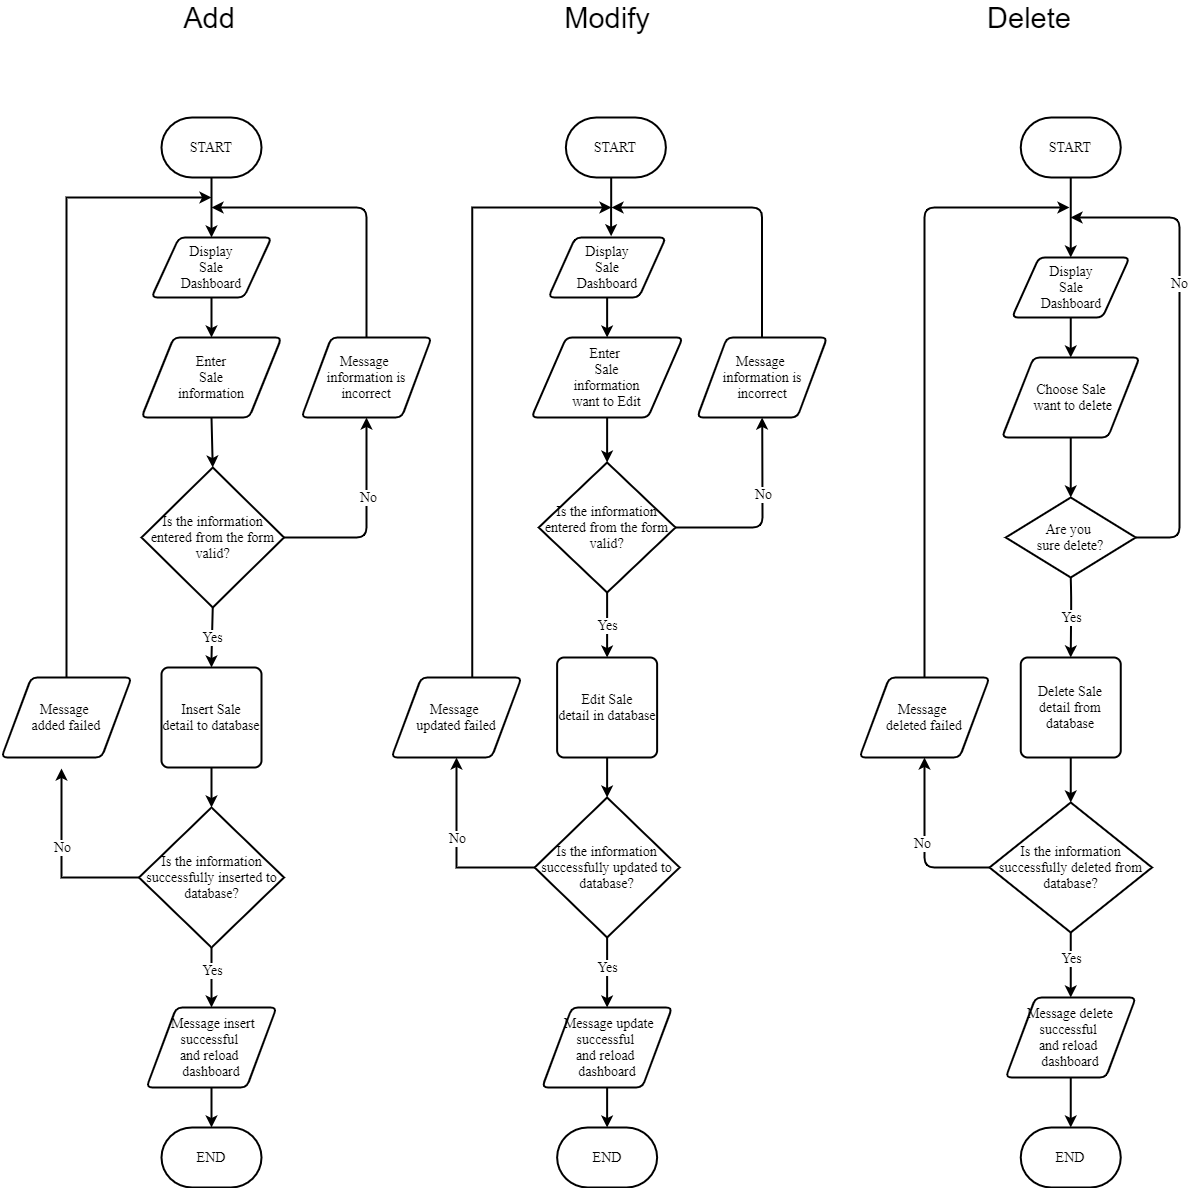 Add
Modify
Delete
START
Display
Sale
Dashboard
Enter
Sale
information
Message
information is
incorrect
No
Is the information
entered from the form
valid?
Yes
Insert Sale
detail to database
Message
added failed
No
Is the information
successfully inserted to
database?
Yes
Message insert
successful
and reload
dashboard
END
START
Display
Sale
Dashboard
Enter
Sale
information
want to Edit
Message
information is
incorrect
No
Is the information
entered from the form
valid?
Yes
Edit Sale
detail in database
Message
updated failed
No
Is the information
successfully updated to
database?
Yes
Message update
successful
and reload
dashboard
END
START
Display
Sale
Dashboard
No
Choose Sale
want to delete
Are you
sure delete?
Yes
Delete Sale
detail from
database
Message
deleted failed
No
Is the information
successfully deleted from
database?
Yes
Message delete
successful
and reload
dashboard
END